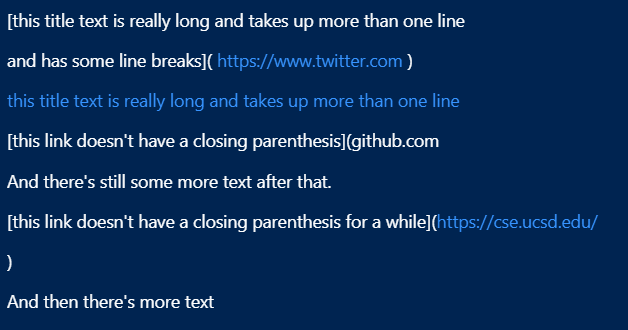 [this title text is really long and takes up more than one line
and has some line breaks]( https://www.twitter.com )
this title text is really long and takes up more than one line
[this link doesn't have a closing parenthesis](github.com
And there's still some more text after that.
[this link doesn't have a closing parenthesis for a while](https://cse.ucsd.edu/
)
And then there's more text